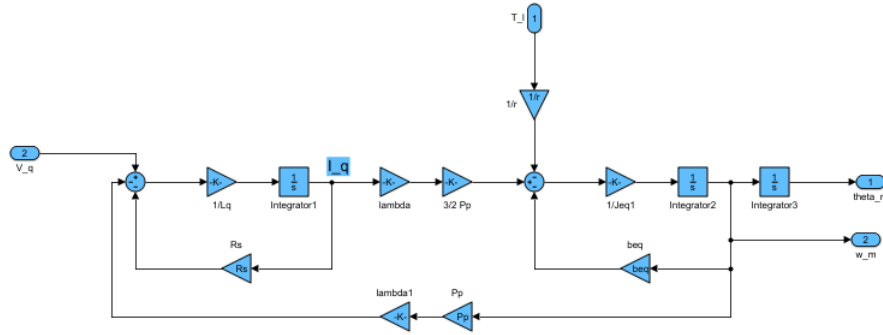 T_l
1
1/r
1/r
2
V_q
I_q
-K-
1/Lq
1
s
Integrator1
-K-
lambda
-K-
3/2 Pp
-K-
1/Jeq1
1
s
Integrator2
1
s
Integrator3
1
theta_r
2
w_m
Rs
Rs
beq
beq
lambda1
-K-
Pp
Pp